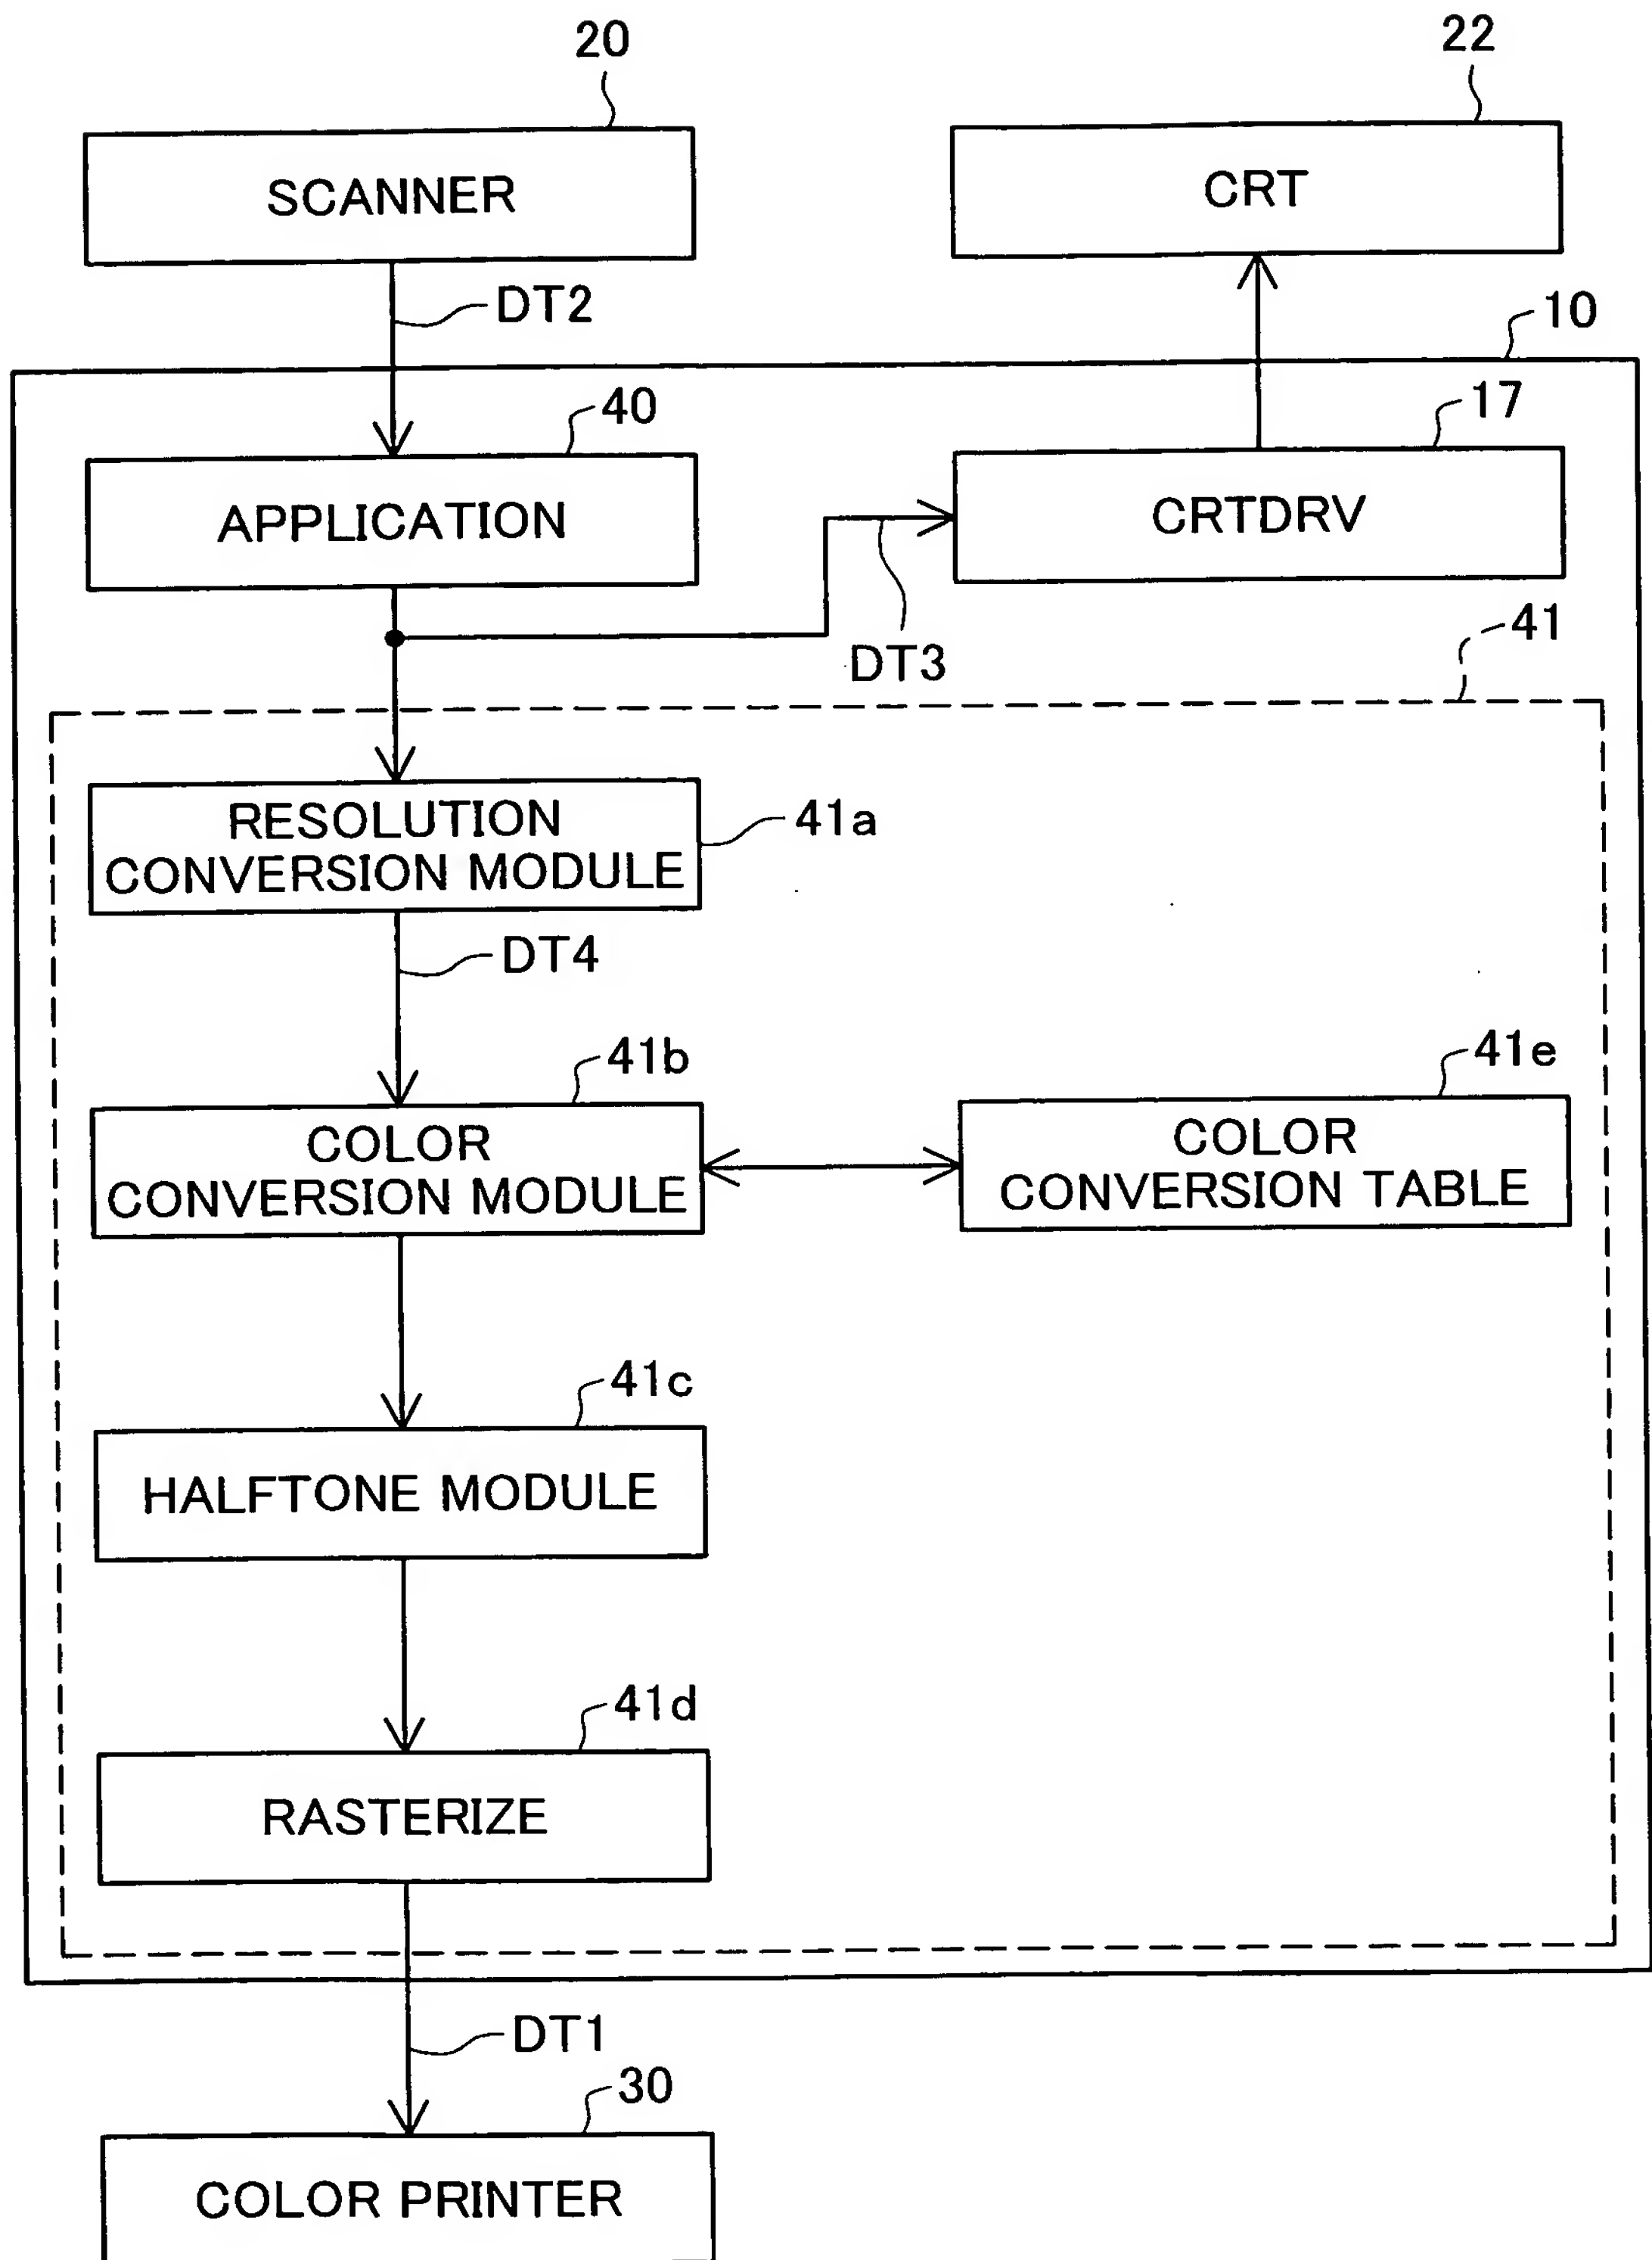 20
22
SCANNER
CRT
DT2
10
40
17
APPLICATION
CRTDRV
41
DT3
RESOLUTION
CONVERSION MODULE
41a
DT4
41b
41e
COLOR
CONVERSION MODULE
COLOR
CONVERSION TABLE
41c
HALFTONE MODULE
41d
RASTERIZE
DT1
30
COLOR PRINTER